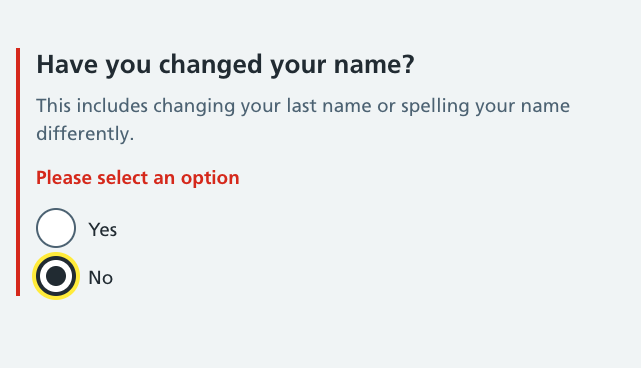 Have you changed your name?
This includes changing your last name or spelling your name
differently.
Please select an option
Yes
No